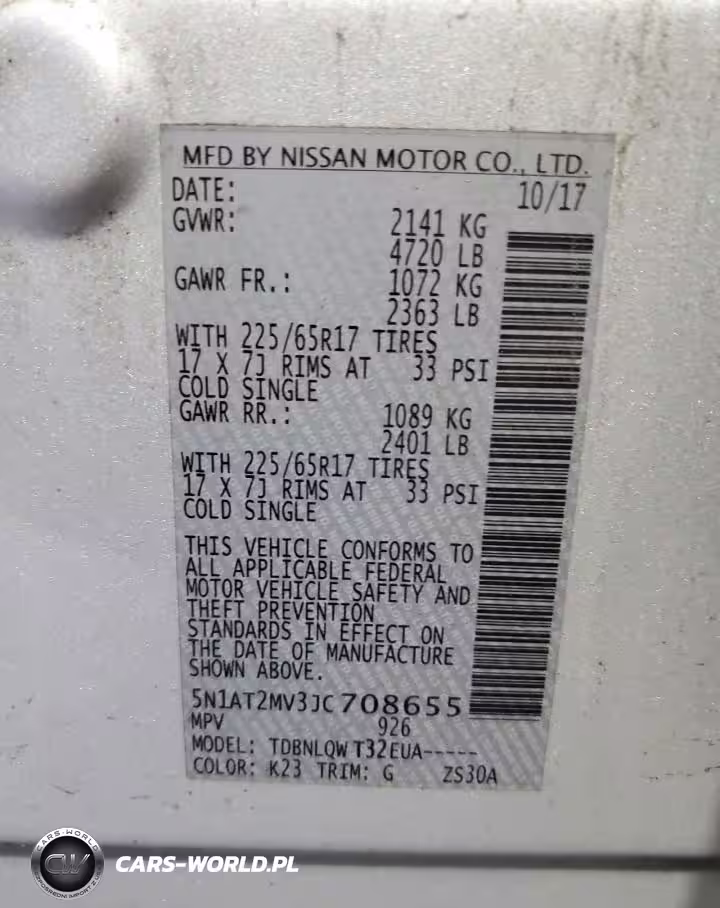 MFD BY NISSAN MOTOR CO., LTD.
DATE: 10/17
GVWR: 2141 KG
4720 LB
GAWR FR.: 1072 KG
2363 LB
WITH 225/65R17 TIRES
17 X 7J RIMS AT 33 PSI
COLD SINGLE
GAWR RR.: 1089 KG
2401 LB
WITH 225/65R17 TIRES
17 X 7J RIMS AT 33 PSI
COLD SINGLE
THIS VEHICLE CONFORMS TO
ALL APPLICABLE FEDERAL
MOTOR VEHICLE SAFETY AND
THEFT PREVENTION
STANDARDS IN EFFECT ON
THE DATE OF MANUFACTURE
SHOWN ABOVE.
5N1AT2MV3JC708655
MPV 926
MODEL: TDBNLQW T32EUA-----
COLOR: K23 TRIM: G ZS30A
CARS-WORLD
CW
CARS-WORLD.PL